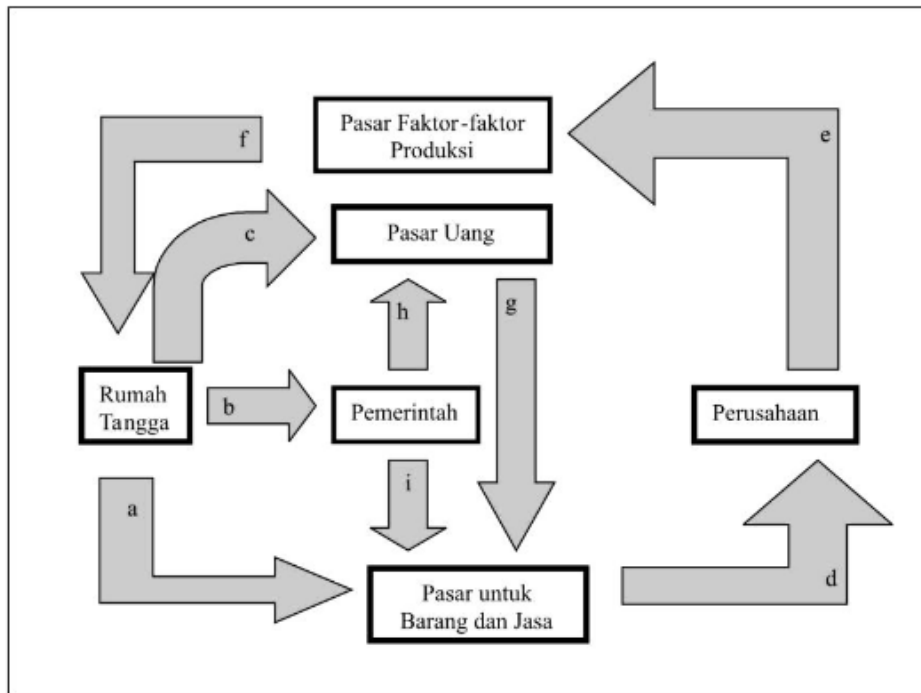 Pasar Faktor-faktor
Produksi
f
e
c
Pasar Uang
h
g
Rumah
Tangga
b
Pemerintah
Perusahaan
a
i
Pasar untuk
Barang dan Jasa
d